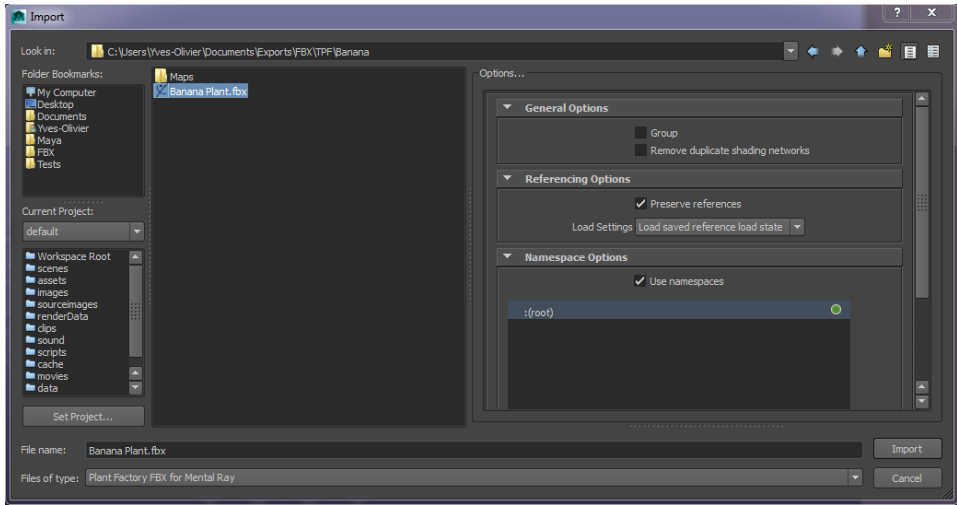 Import
? X
Look in: C:\Users\Yves-Olivier\Documents\Exports\FBX\TPF\Banana
Folder Bookmarks:
My Computer
Desktop
Documents
Yves-Olivier
Maya
FBX
Tests
Current Project:
default
Workspace Root
scenes
assets
images
sourceimages
renderData
clips
sound
scripts
cache
movies
data
Set Project...
Maps
Banana Plant.fbx
Options...
General Options
Group
Remove duplicate shading networks
Referencing Options
Preserve references
Load Settings Load saved reference load state
Namespace Options
Use namespaces
:(root)
File name: Banana Plant.fbx
Import
Files of type: Plant Factory FBX for Mental Ray
Cancel